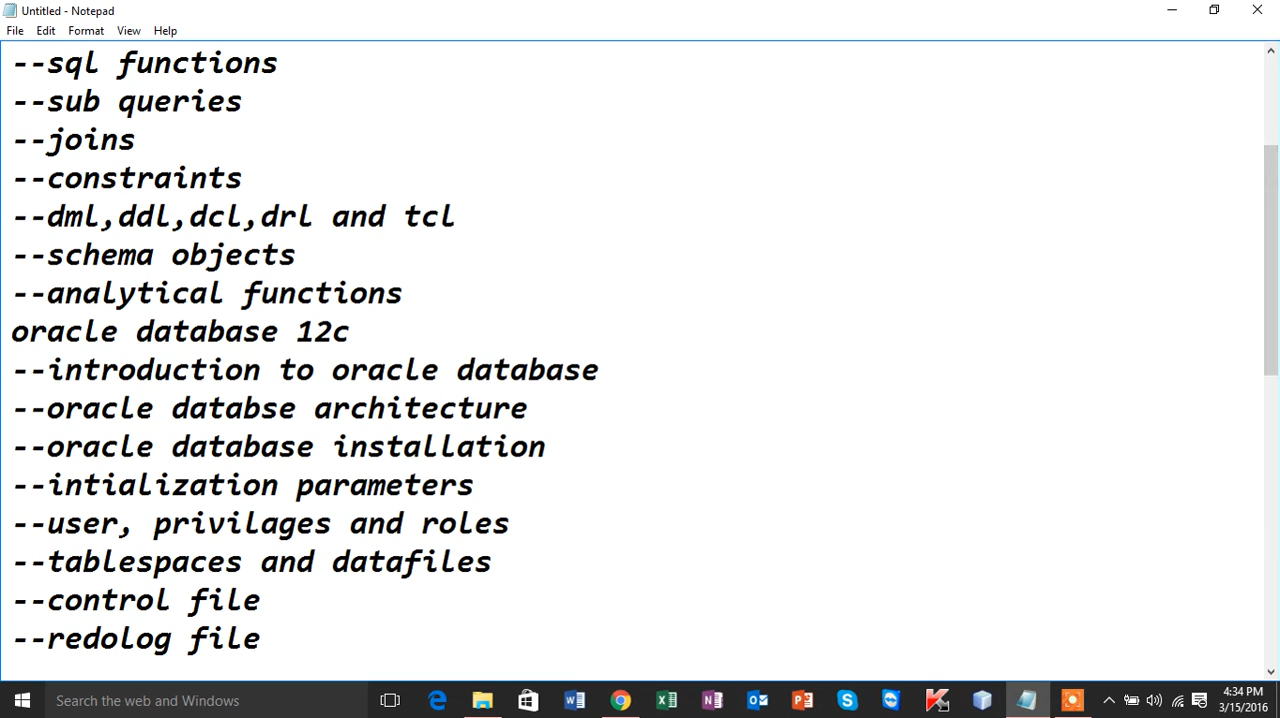 Untitled - Notepad
File Edit Format View Help
--sql functions
--sub queries
--joins
--constraints
--dml,ddl,dcl,drl and tcl
--schema objects
--analytical functions
oracle database 12c
--introduction to oracle database
--oracle databse architecture
--oracle database installation
--intialization parameters
--user, privilages and roles
--tablespaces and datafiles
--control file
--redolog file
Search the web and Windows
4:34 PM
3/15/2016